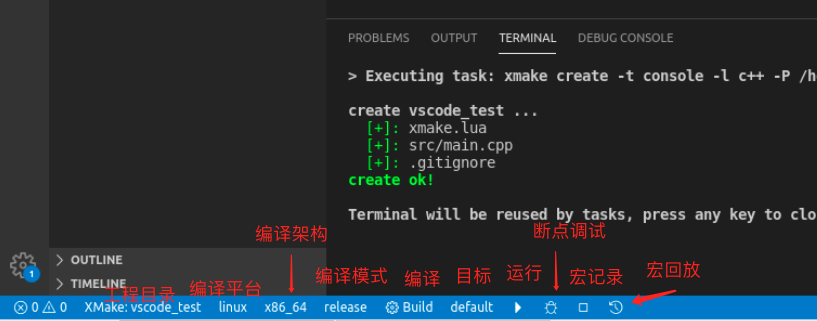 PROBLEMS OUTPUT TERMINAL DEBUG CONSOLE
> Executing task: xmake create -t console -l c++ -P /h
create vscode_test ...
[+]: xmake.lua
[+]: src/main.cpp
[+]: .gitignore
create ok!
Terminal will be reused by tasks, press any key to clo
编译架构
断点调试
OUTLINE
编译模式 编译 目标 运行 宏记录 宏回放
1
TIMELINE
工程目录 编译平台
0 0 XMake: vscode_test linux x86_64 release Build default